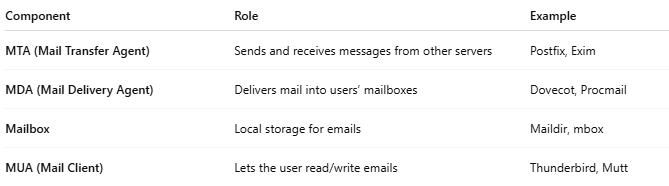 Component Role Example
MTA (Mail Transfer Agent) Sends and receives messages from other servers Postfix, Exim
MDA (Mail Delivery Agent) Delivers mail into users’ mailboxes Dovecot, Procmail
Mailbox Local storage for emails Maildir, mbox
MUA (Mail Client) Lets the user read/write emails Thunderbird, Mutt